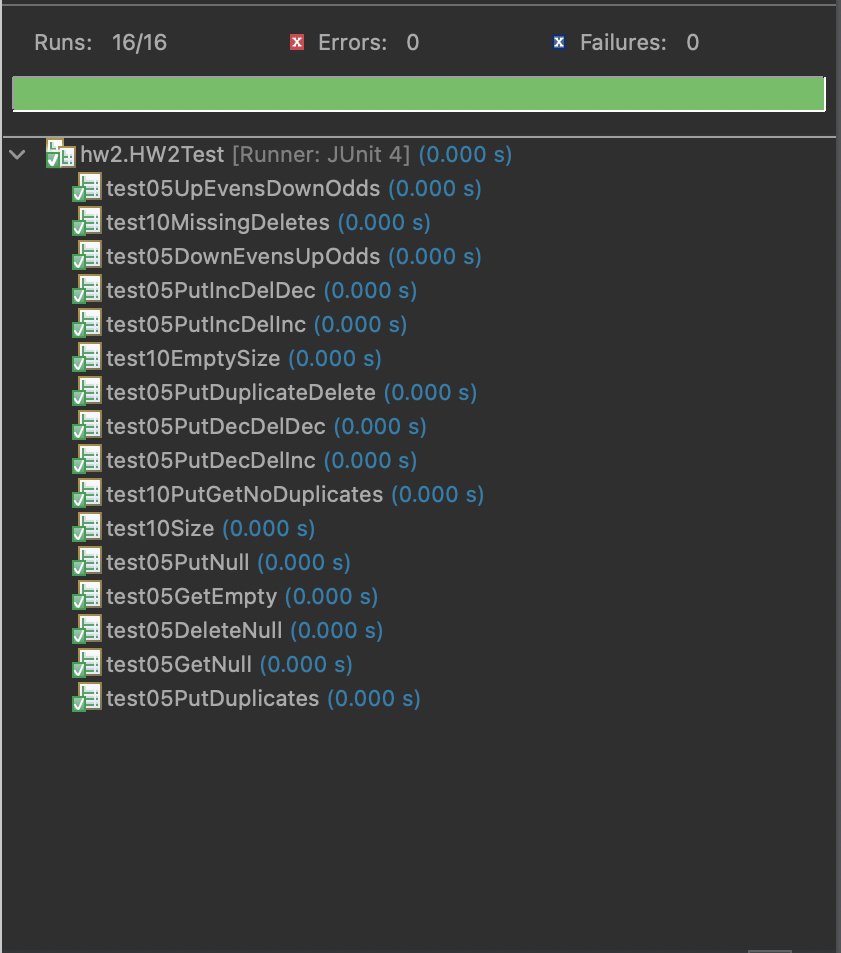 Runs: 16/16 Errors: 0 Failures: 0
hw2.HW2Test [Runner: JUnit 4] (0.000 s)
test05UpEvensDownOdds (0.000 s)
test10MissingDeletes (0.000 s)
test05DownEvensUpOdds (0.000 s)
test05PutIncDelDec (0.000 s)
test05PutIncDelInc (0.000 s)
test10EmptySize (0.000 s)
test05PutDuplicateDelete (0.000 s)
test05PutDecDelDec (0.000 s)
test05PutDecDelInc (0.000 s)
test10PutGetNoDuplicates (0.000 s)
test10Size (0.000 s)
test05PutNull (0.000 s)
test05GetEmpty (0.000 s)
test05DeleteNull (0.000 s)
test05GetNull (0.000 s)
test05PutDuplicates (0.000 s)